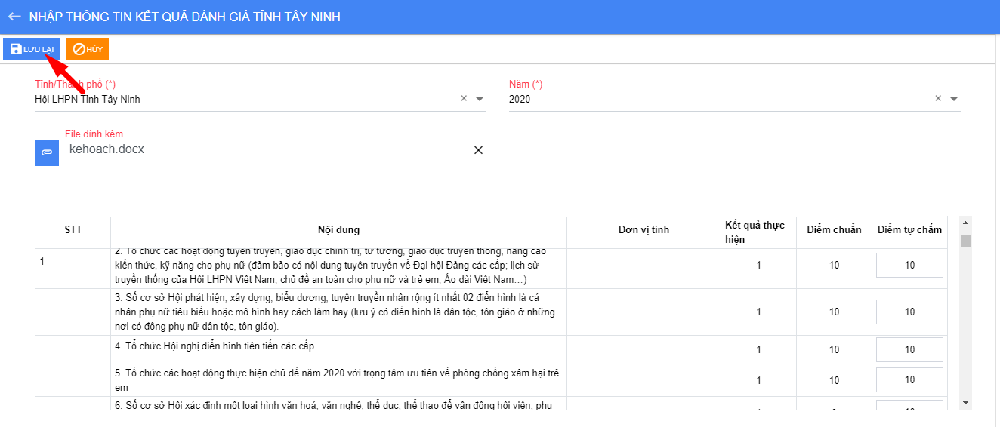 NHẬP THÔNG TIN KẾT QUẢ ĐÁNH GIÁ TỈNH TÂY NINH
LƯU LẠI HỦY
Tỉnh/Thành phố (*) Năm (*)
Hội LHPN Tỉnh Tây Ninh 2020
File đính kèm
kehoach.docx
STT Nội dung Đơn vị tính Kết quả thực hiện Điểm chuẩn Điểm tự chấm
2. Tổ chức các hoạt động tuyên truyền, giáo dục chính trị, tư tưởng, giáo dục truyền thống, nâng cao
1 kiến thức, kỹ năng cho phụ nữ (đảm bảo có nội dung tuyên truyền về Đại hội Đảng các cấp; lịch sử 1 10 10
truyền thống của Hội LHPN Việt Nam; chủ đề an toàn cho phụ nữ và trẻ em; Áo dài Việt Nam…)
3. Số cơ sở Hội phát hiện, xây dựng, biểu dương, tuyên truyền nhân rộng ít nhất 02 điển hình là cá
nhân phụ nữ tiêu biểu hoặc mô hình hay cách làm hay (lưu ý có điển hình là dân tộc, tôn giáo ở những 1 10 10
nơi có đông phụ nữ dân tộc, tôn giáo).
4. Tổ chức Hội nghị điển hình tiên tiến các cấp. 1 10 10
5. Tổ chức các hoạt động thực hiện chủ đề năm 2020 với trọng tâm ưu tiên về phòng chống xâm hại trẻ
em 1 10 10
6. Số cơ sở Hội xác định một loại hình văn hoá, văn nghệ, thể dục, thể thao để vận động hội viên, phụ